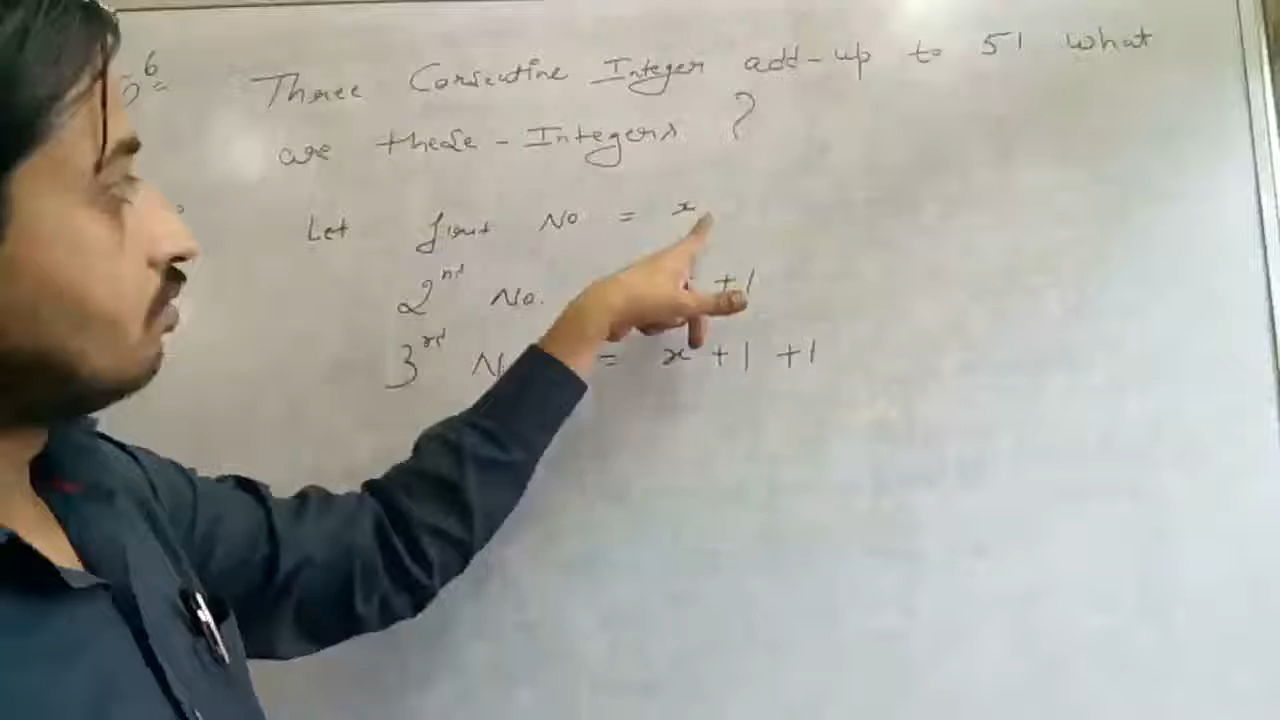 6 Three Consecutive Integer add-up to 51 what
are these - Integers ?
Let first No = x
2nd No. +1
3rd = x + 1 + 1